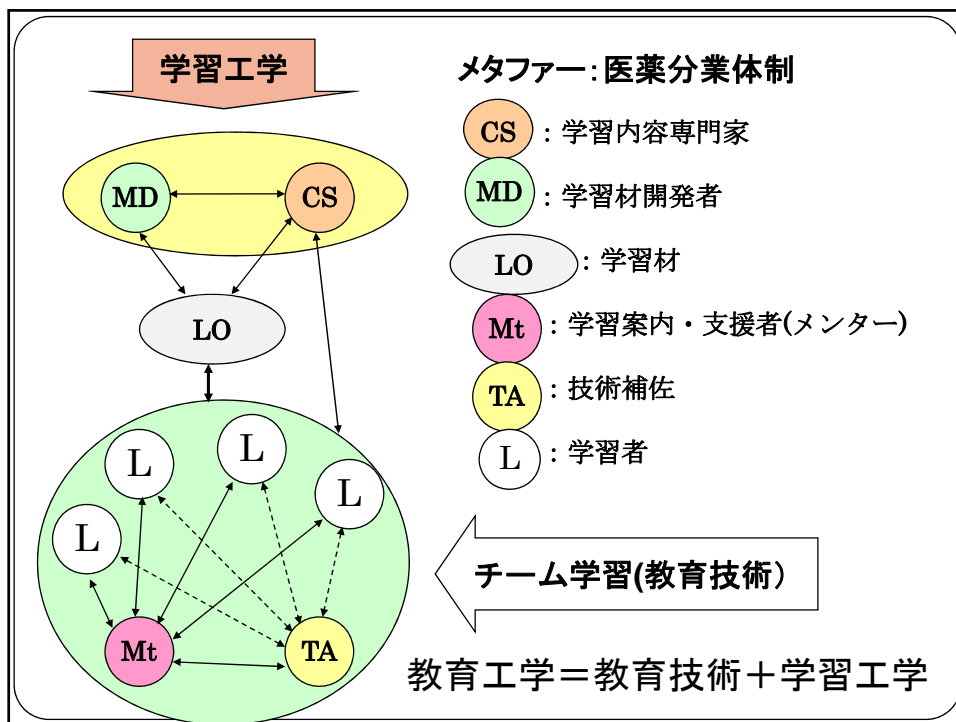 学習工学
メタファー：医薬分業体制
CS：学習内容専門家
MD：学習材開発者
LO：学習材
Mt：学習案内・支援者(メンター)
TA：技術補佐
L：学習者
MD
CS
LO
L
L
L
L
Mt
TA
チーム学習(教育技術）
教育工学＝教育技術＋学習工学